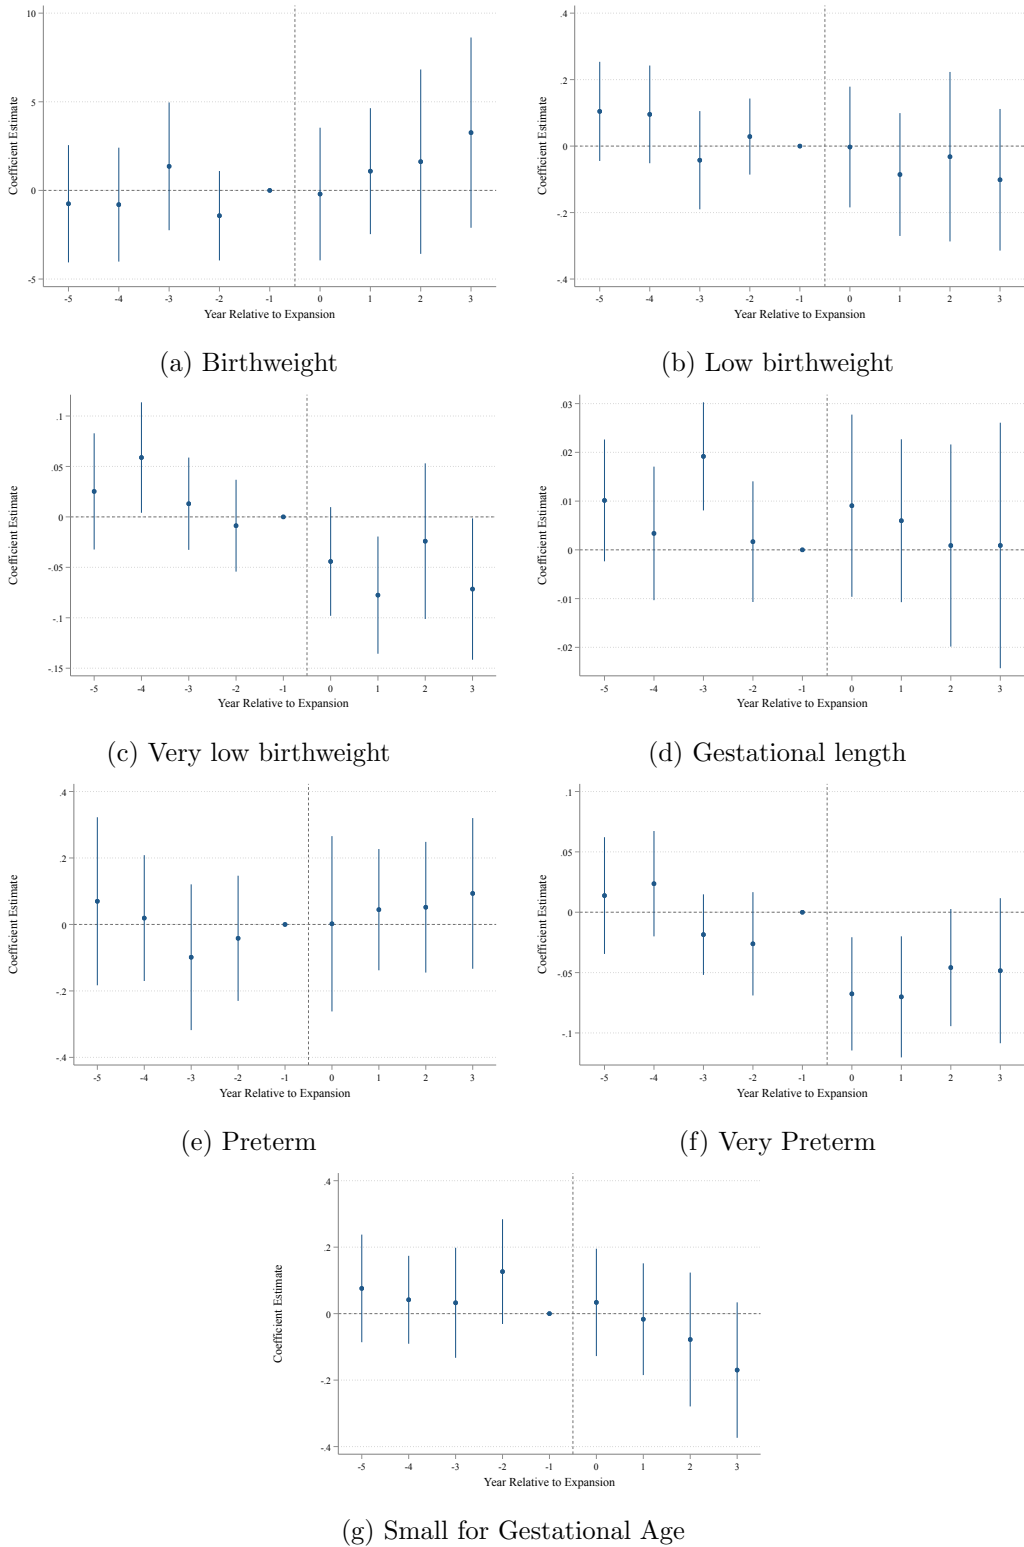 10
5
0
-5
Coefficient Estimate
-5 -4 -3 -2 -1 0 1 2 3
Year Relative to Expansion
(a) Birthweight
.4
.2
0
-.2
-.4
Coefficient Estimate
-5 -4 -3 -2 -1 0 1 2 3
Year Relative to Expansion
(b) Low birthweight
.1
.05
0
-.05
-.1
-.15
Coefficient Estimate
-5 -4 -3 -2 -1 0 1 2 3
Year Relative to Expansion
(c) Very low birthweight
.03
.02
.01
0
-.01
-.02
Coefficient Estimate
-5 -4 -3 -2 -1 0 1 2 3
Year Relative to Expansion
(d) Gestational length
.4
.2
0
-.2
-.4
Coefficient Estimate
-5 -4 -3 -2 -1 0 1 2 3
Year Relative to Expansion
(e) Preterm
.1
.05
0
-.05
-.1
Coefficient Estimate
-5 -4 -3 -2 -1 0 1 2 3
Year Relative to Expansion
(f) Very Preterm
.4
.2
0
-.2
-.4
Coefficient Estimate
-5 -4 -3 -2 -1 0 1 2 3
Year Relative to Expansion
(g) Small for Gestational Age